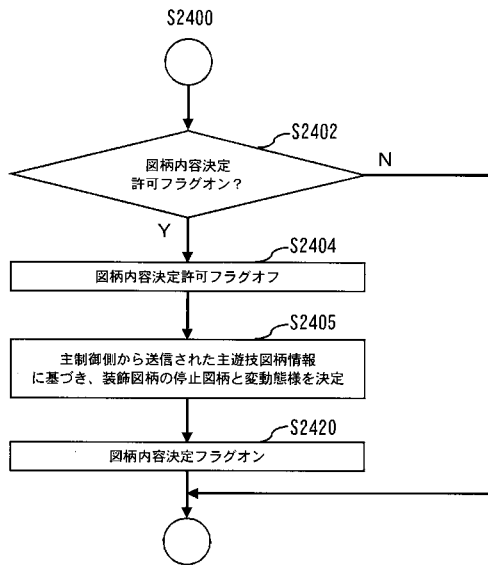 S2400
S2402
図柄内容決定
許可フラグオン?
N
Y
S2404
図柄内容決定許可フラグオフ
S2405
主制御側から送信された主遊技図柄情報
に基づき、装飾図柄の停止図柄と変動態様を決定
S2420
図柄内容決定フラグオン